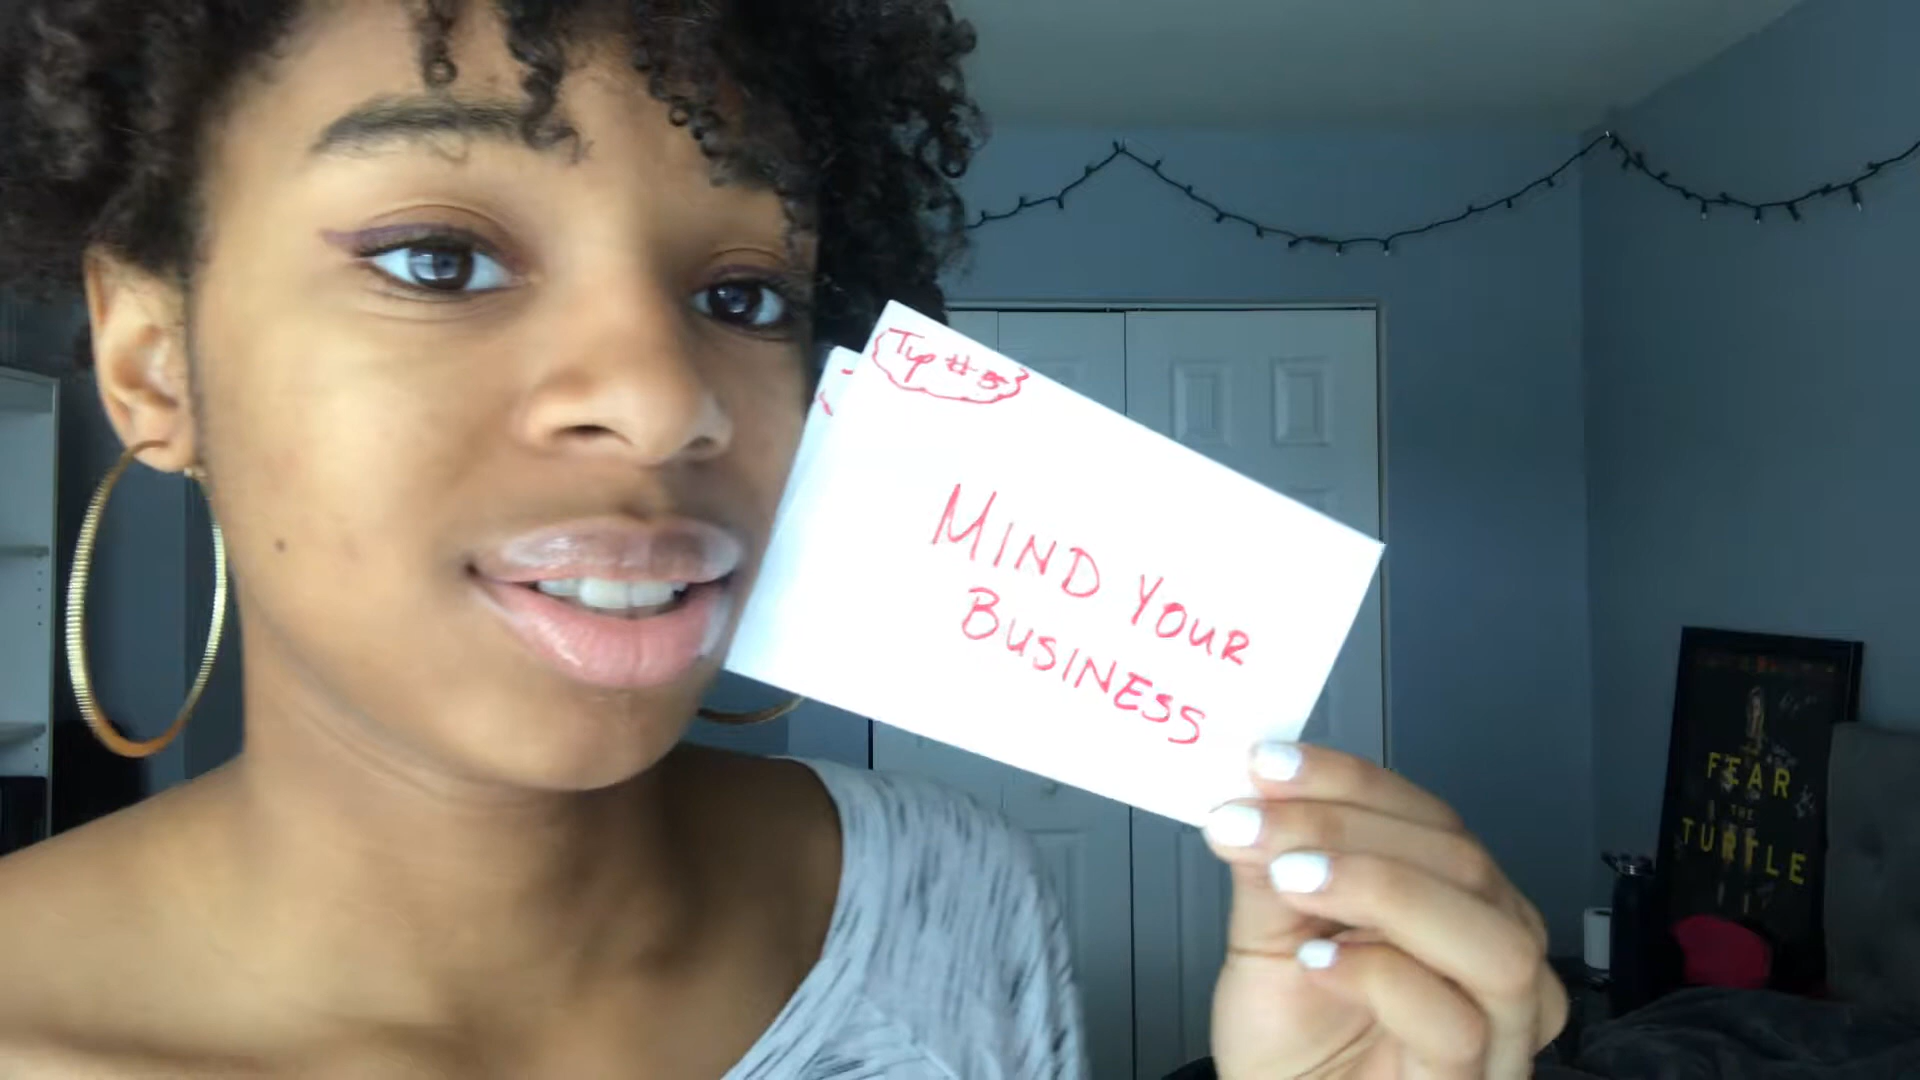 Tip #5
MIND YOUR
BUSINESS
FEAR
THE
TURTLE